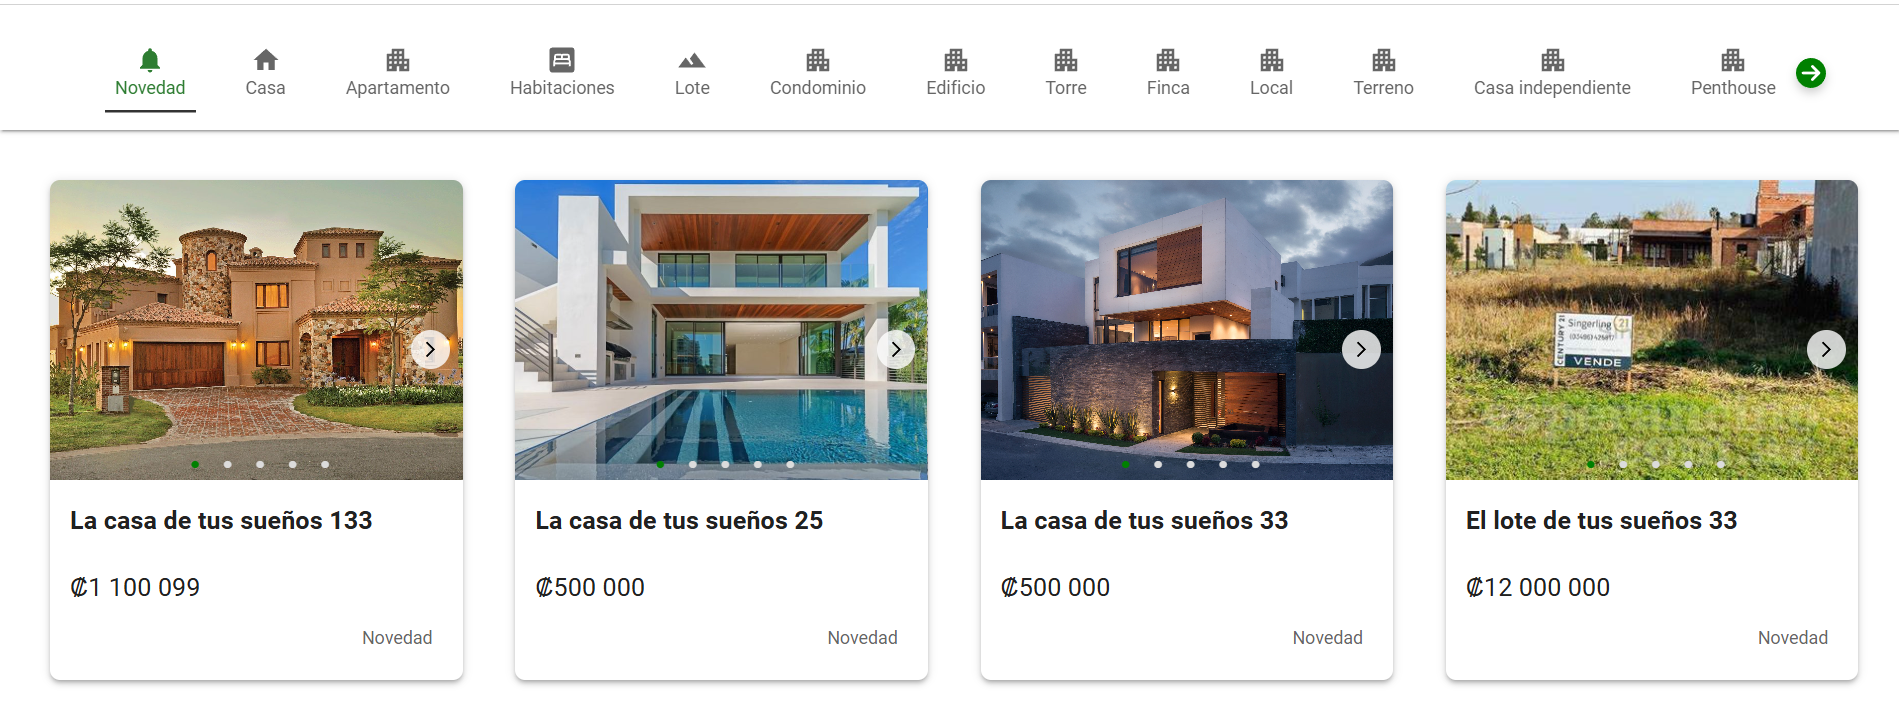 Novedad
Casa
Apartamento
Habitaciones
Lote
Condominio
Edificio
Torre
Finca
Local
Terreno
Casa independiente
Penthouse
La casa de tus sueños 133
₡1 100 099
Novedad
La casa de tus sueños 25
₡500 000
Novedad
La casa de tus sueños 33
₡500 000
Novedad
CENTURY 21
Singerling 21
VENDE
El lote de tus sueños 33
₡12 000 000
Novedad